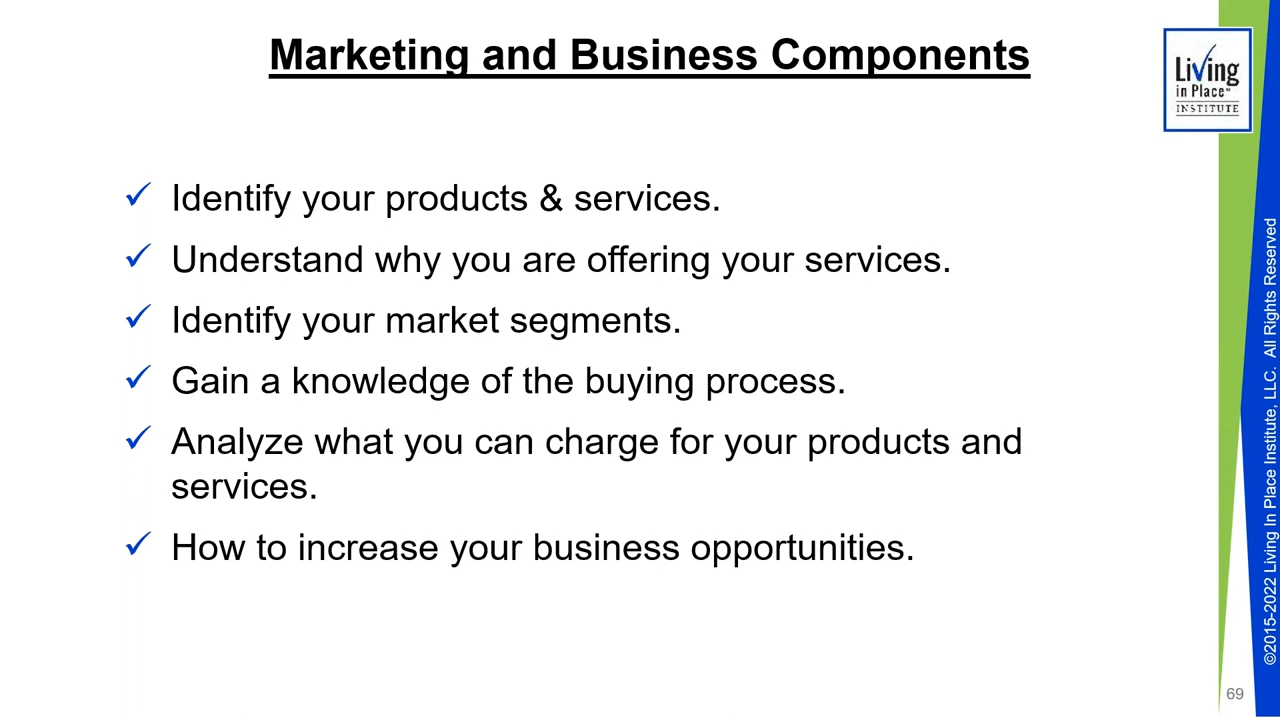 Marketing and Business Components
Living
in Place
INSTITUTE
Identify your products & services.
Understand why you are offering your services.
Identify your market segments.
Gain a knowledge of the buying process.
Analyze what you can charge for your products and
services.
How to increase your business opportunities.
©2015-2022 Living In Place Institute, LLC. All Rights Reserved
69